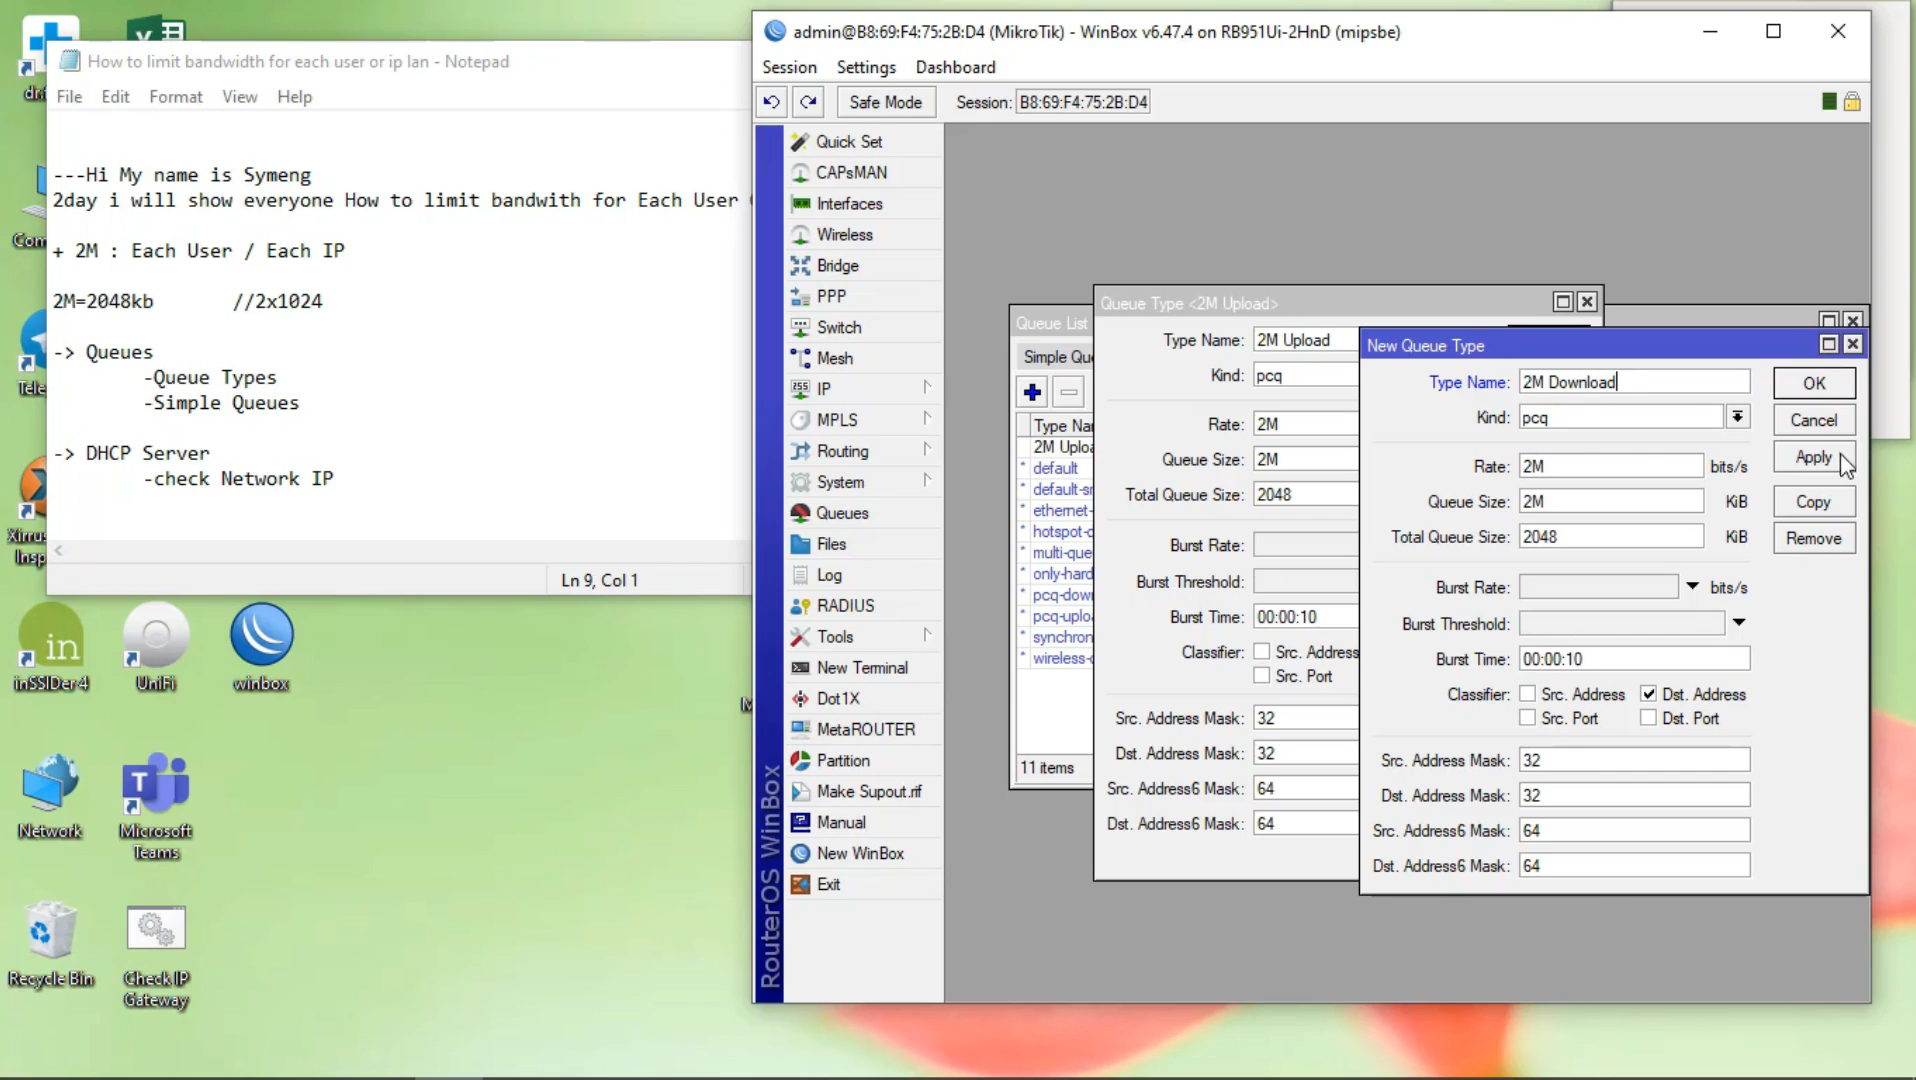 How to limit bandwidth for each user or ip lan - Notepad
File Edit Format View Help
---Hi My name is Symeng
2day i will show everyone How to limit bandwith for Each User
+ 2M : Each User / Each IP
2M=2048kb //2x1024
-> Queues
-Queue Types
-Simple Queues
-> DHCP Server
-check Network IP
Ln 9, Col 1
inSSIDer4
UniFi
winbox
Network
Microsoft
Teams
Recycle Bin
Check IP
Gateway
admin@B8:69:F4:75:2B:D4 (MikroTik) - WinBox v6.47.4 on RB951Ui-2HnD (mipsbe)
Session Settings Dashboard
Safe Mode Session: B8:69:F4:75:2B:D4
Quick Set
CAPsMAN
Interfaces
Wireless
Bridge
PPP
Switch
Mesh
IP
MPLS
Routing
System
Queues
Files
Log
RADIUS
Tools
New Terminal
Dot1X
MetaROUTER
Partition
Make Supout.rif
Manual
New WinBox
Exit
RouterOS WinBox
Queue List
Simple Qu
Type Na
2M Uplo
* default
* default-s
* ethernet-
* hotspot-
* multi-que
* only-hard
* pcq-dow
* pcq-uplo
* synchron
* wireless-
11 items
Queue Type <2M Upload>
Type Name: 2M Upload
Kind: pcq
Rate: 2M
Queue Size: 2M
Total Queue Size: 2048
Burst Rate:
Burst Threshold:
Burst Time: 00:00:10
Classifier: Src. Address
Src. Port
Src. Address Mask: 32
Dst. Address Mask: 32
Src. Address6 Mask: 64
Dst. Address6 Mask: 64
New Queue Type
Type Name: 2M Download
Kind: pcq
Rate: 2M bits/s
Queue Size: 2M KiB
Total Queue Size: 2048 KiB
Burst Rate: bits/s
Burst Threshold:
Burst Time: 00:00:10
Classifier: Src. Address Dst. Address
Src. Port Dst. Port
Src. Address Mask: 32
Dst. Address Mask: 32
Src. Address6 Mask: 64
Dst. Address6 Mask: 64
OK
Cancel
Apply
Copy
Remove